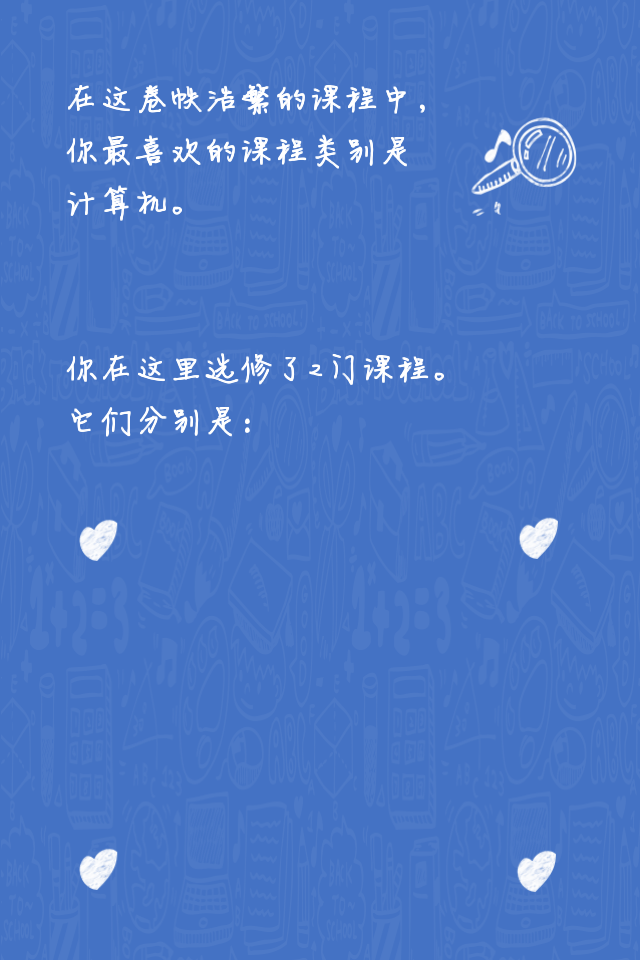 在这卷帙浩繁的课程中，
你最喜欢的课程类别是
计算机。
你在这里选修了2门课程。
它们分别是：